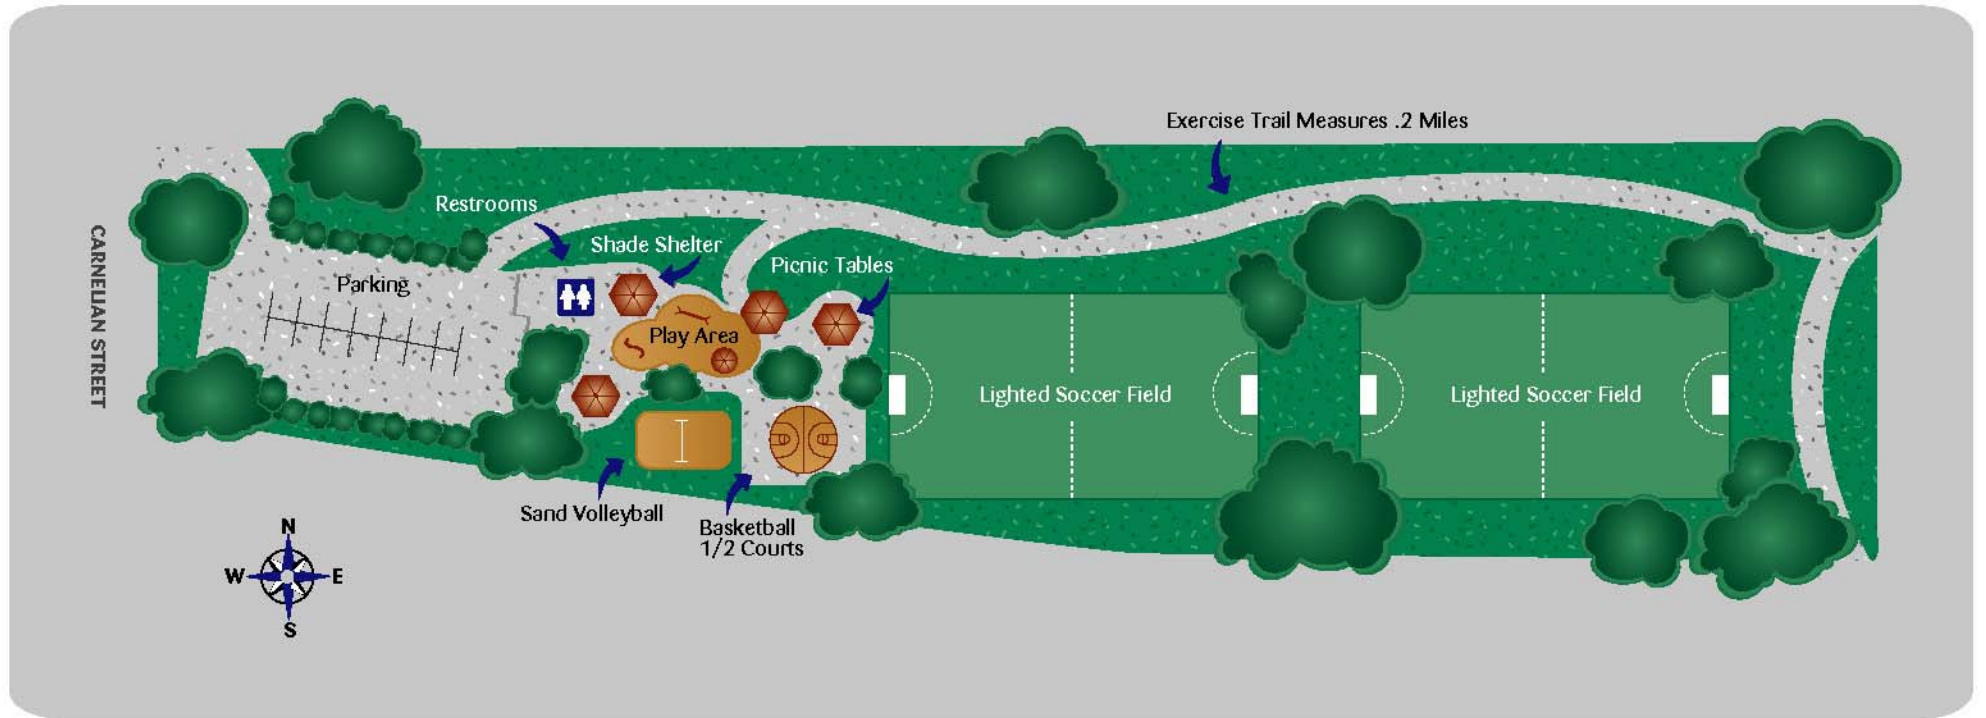 Exercise Trail Measures .2 Miles
Restrooms
Shade Shelter
Picnic Tables
CARNELIAN STREET
Parking
Play Area
Lighted Soccer Field
Lighted Soccer Field
Sand Volleyball
Basketball
1/2 Courts
N
W E
S